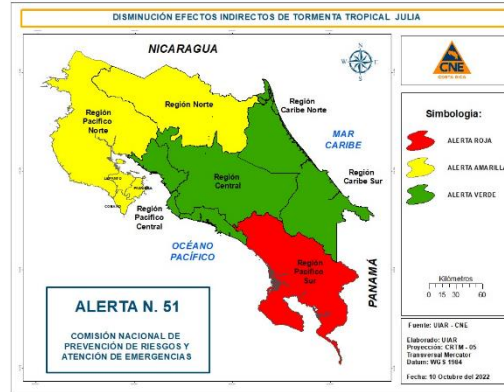 DISMINUCIÓN EFECTOS INDIRECTOS DE TORMENTA TROPICAL JULIA
NICARAGUA
Región
Pacífico
Norte
Región Norte
Región
Caribe Norte
MAR
CARIBE
Región
Central
Región
Caribe Sur
Región
Pacífico
Central
OCÉANO
PACÍFICO
Región
Pacífico
Sur
PANAMÁ
ALERTA N. 51
COMISIÓN NACIONAL DE
PREVENCIÓN DE RIESGOS Y
ATENCIÓN DE EMERGENCIAS
CNE
COSTA RICA
Simbología:
ALERTA ROJA
ALERTA AMARILLA
ALERTA VERDE
Kilómetros
0 15 30 60
Fuente: UIAR - CNE
Elaborado: UIAR
Proyección: CRTM - 05
Transversal Mercator
Datum: WGS 1984
Fecha: 10 Octubre del 2022